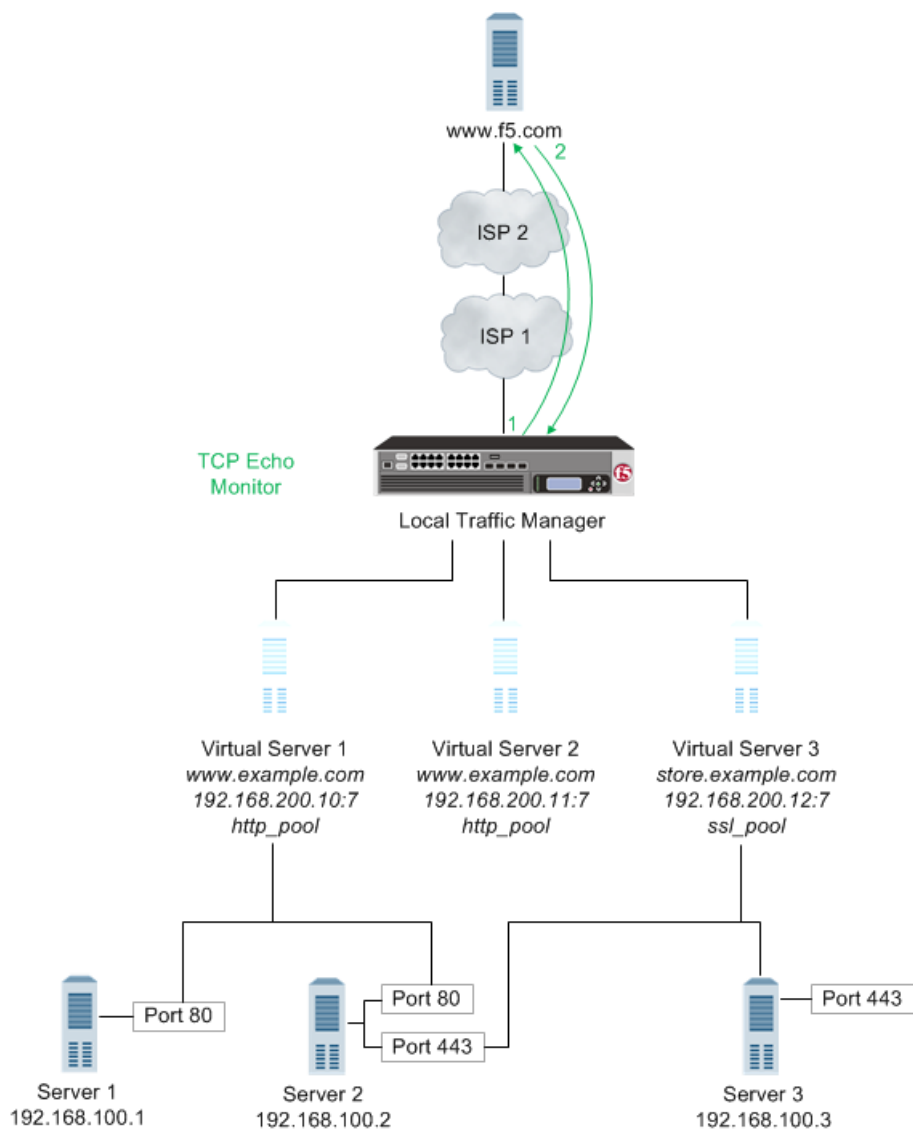 www.f5.com
2
ISP 2
ISP 1
1
TCP Echo
Monitor
f5
Local Traffic Manager
Virtual Server 1
www.example.com
192.168.200.10:7
http_pool
Virtual Server 2
www.example.com
192.168.200.11:7
http_pool
Virtual Server 3
store.example.com
192.168.200.12:7
ssl_pool
Port 80
Port 80
Port 443
Port 443
Server 1
192.168.100.1
Server 2
192.168.100.2
Server 3
192.168.100.3